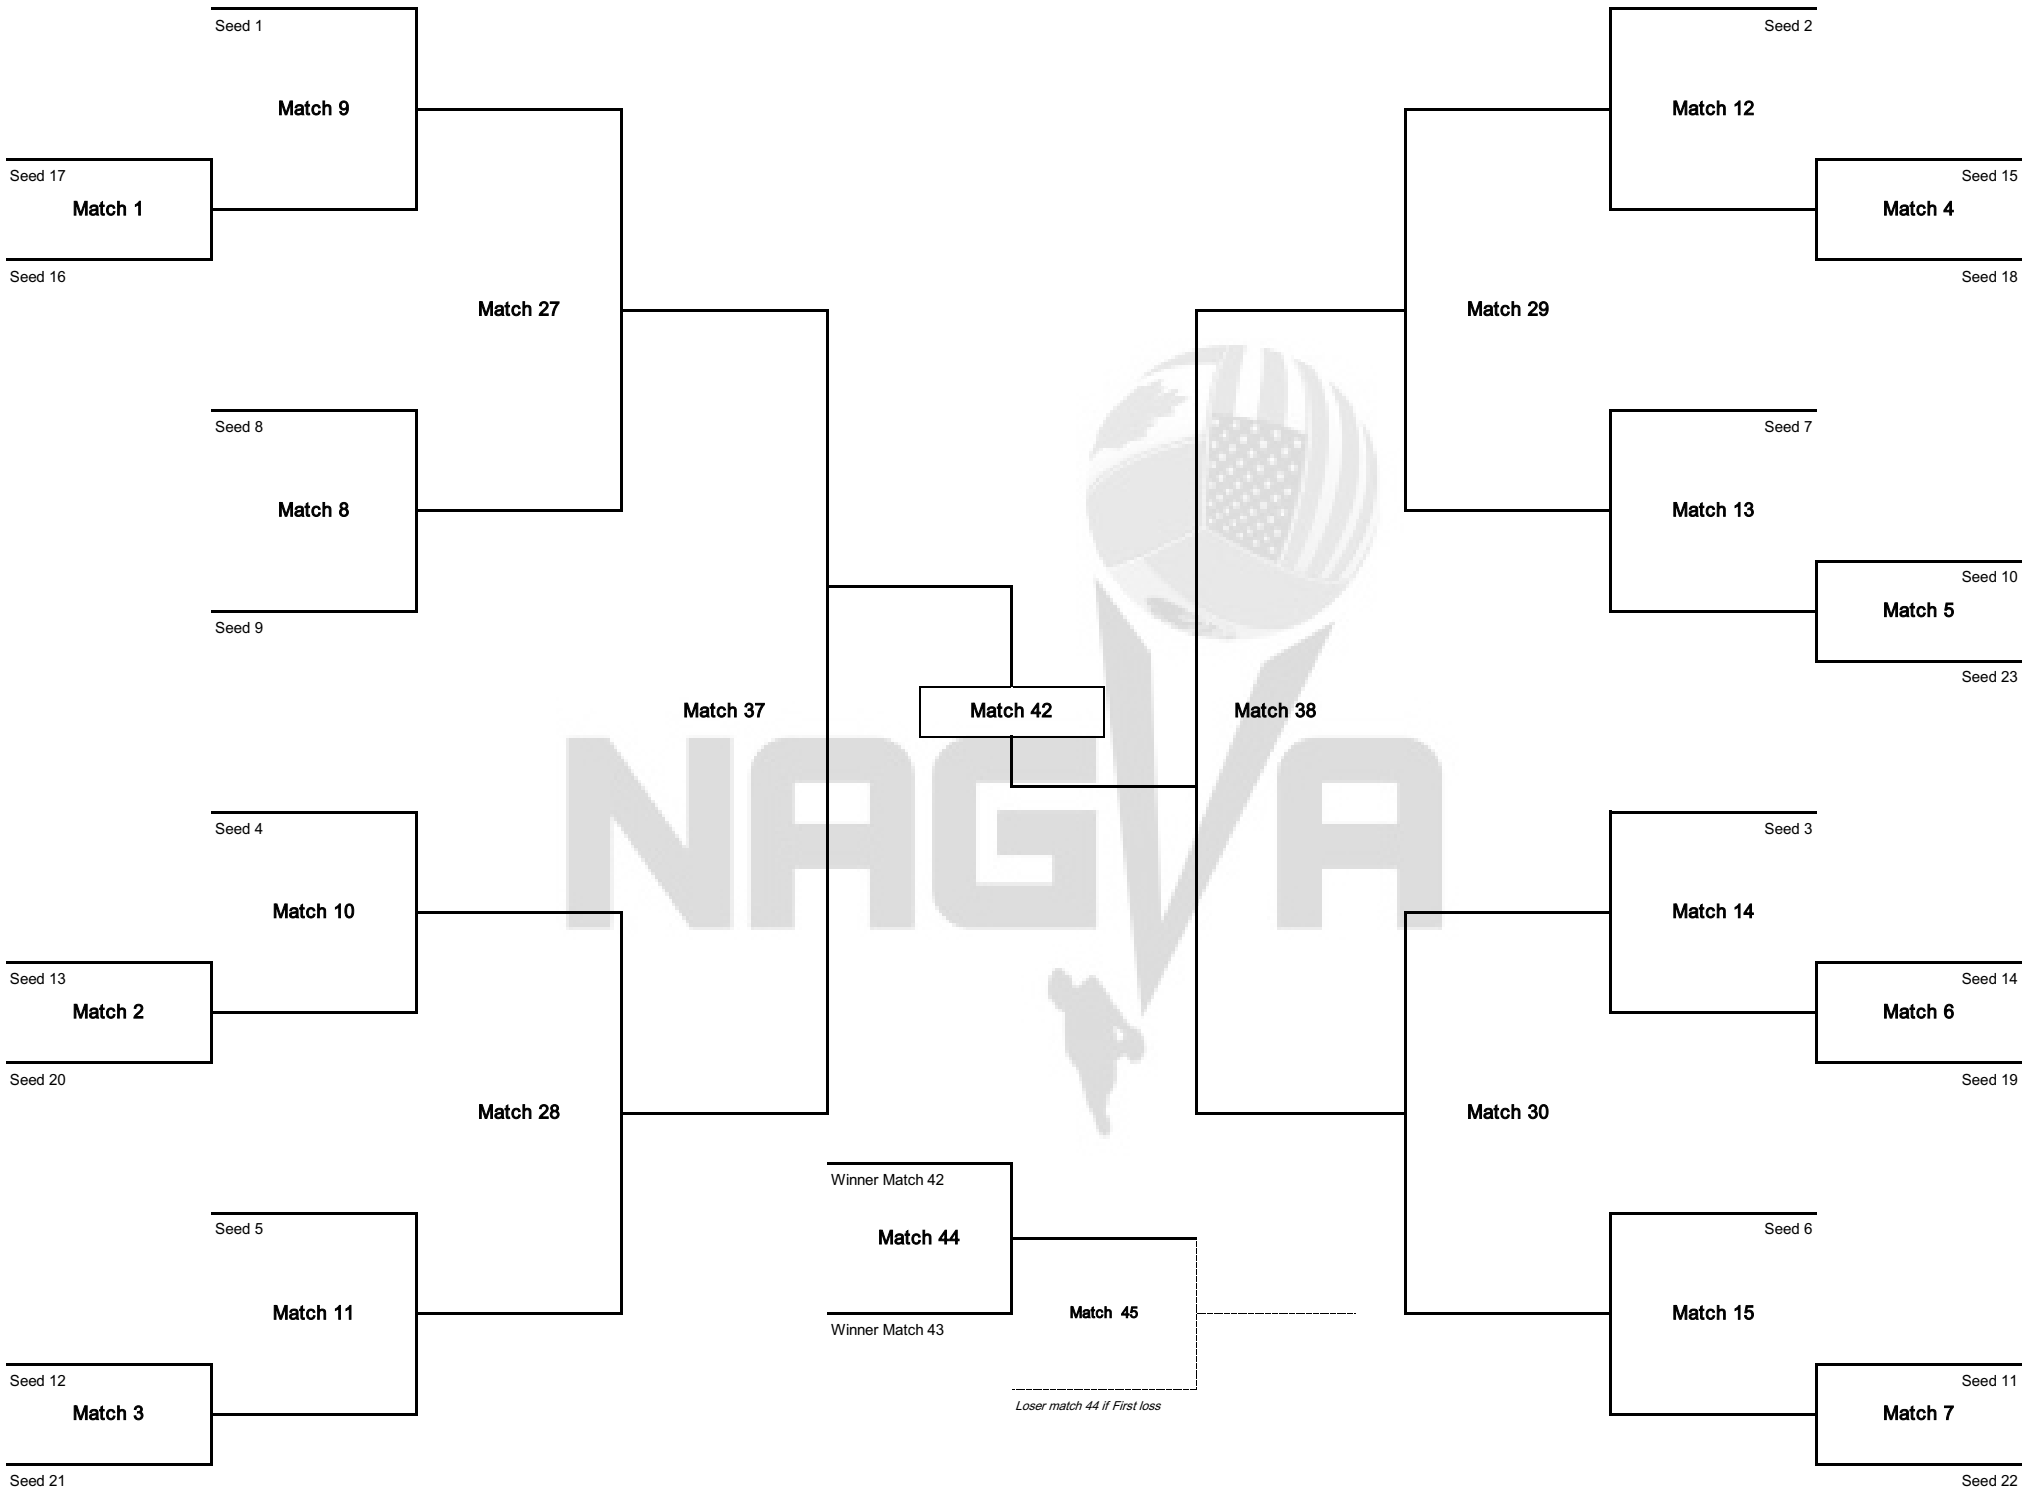 Seed 1
Seed 2
Match 9
Match 12
Seed 17
Seed 15
Match 1
Match 4
Seed 16
Seed 18
Match 27
Match 29
Seed 8
Seed 7
Match 8
Match 13
Seed 10
Match 5
Seed 9
Seed 23
Match 37
Match 42
Match 38
NAGVA
Seed 4
Seed 3
Match 10
Match 14
Seed 13
Seed 14
Match 2
Match 6
Seed 20
Seed 19
Match 28
Match 30
Winner Match 42
Seed 5
Seed 6
Match 44
Match 11
Match 45
Match 15
Winner Match 43
Seed 12
Seed 11
Loser match 44 if First loss
Match 3
Match 7
Seed 21
Seed 22